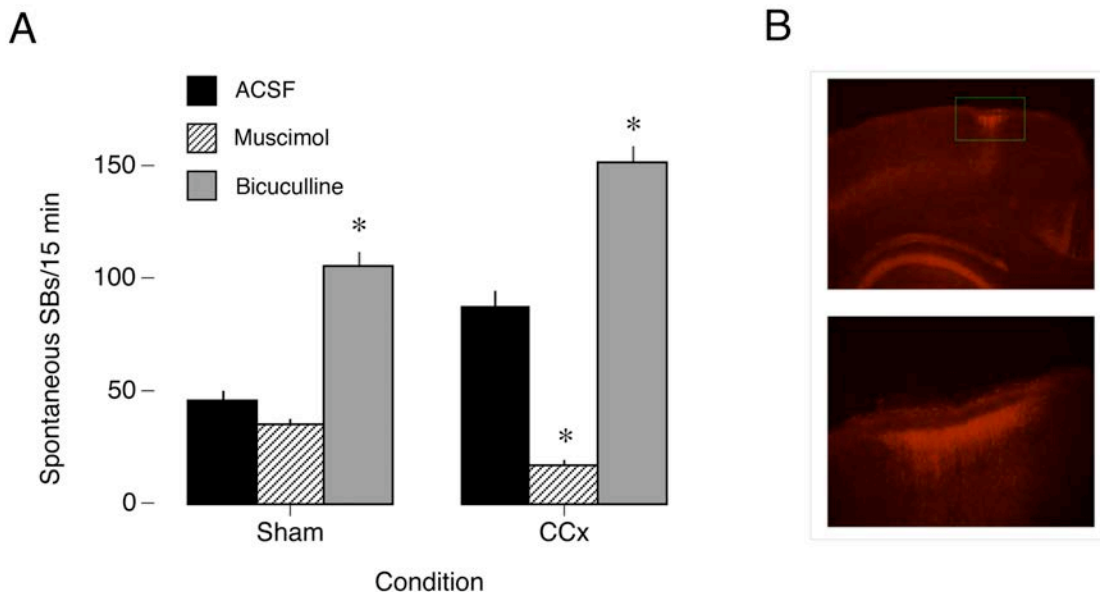 A
B
ACSF
Muscimol
Bicuculline
Spontaneous SBs/15 min
150
100
50
0
*
*
*
Sham
CCx
Condition